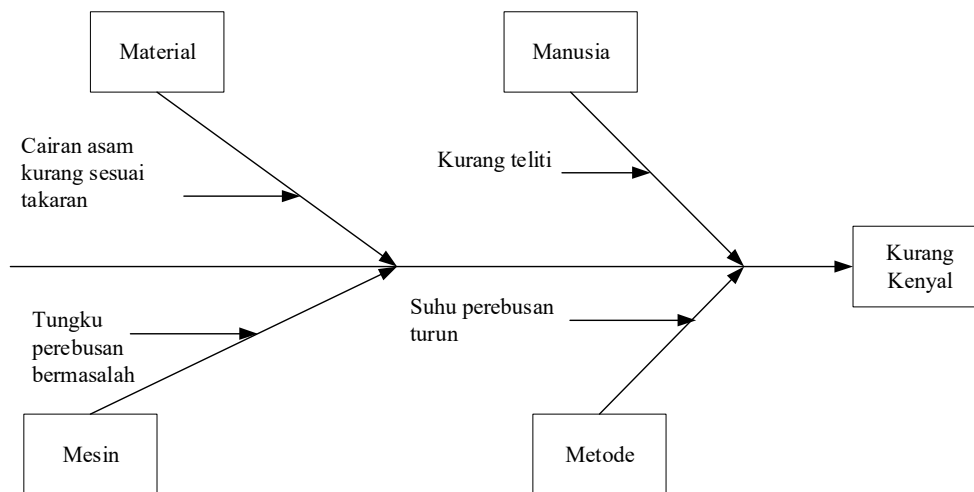 Material
Manusia
Cairan asam
kurang sesuai
takaran
Kurang teliti
Kurang
Kenyal
Tungku
perebusan
bermasalah
Suhu perebusan
turun
Mesin
Metode